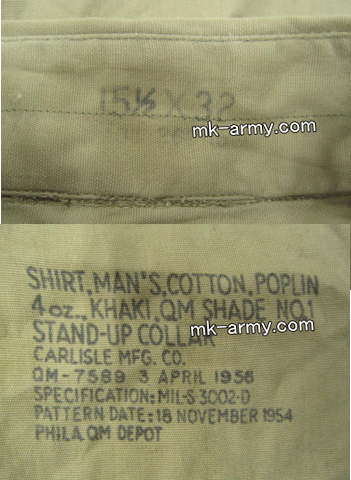 15½ X 32
mk-army.com
SHIRT, MAN'S, COTTON, POPLIN
4 oz., KHAKI, QM SHADE NO.1
STAND-UP COLLAR
mk-army.com
CARLISLE MFG. CO.
QM-7589 3 APRIL 1956
SPECIFICATION: MIL-S 3002-D
PATTERN DATE: 18 NOVEMBER 1954
PHILA. QM DEPOT